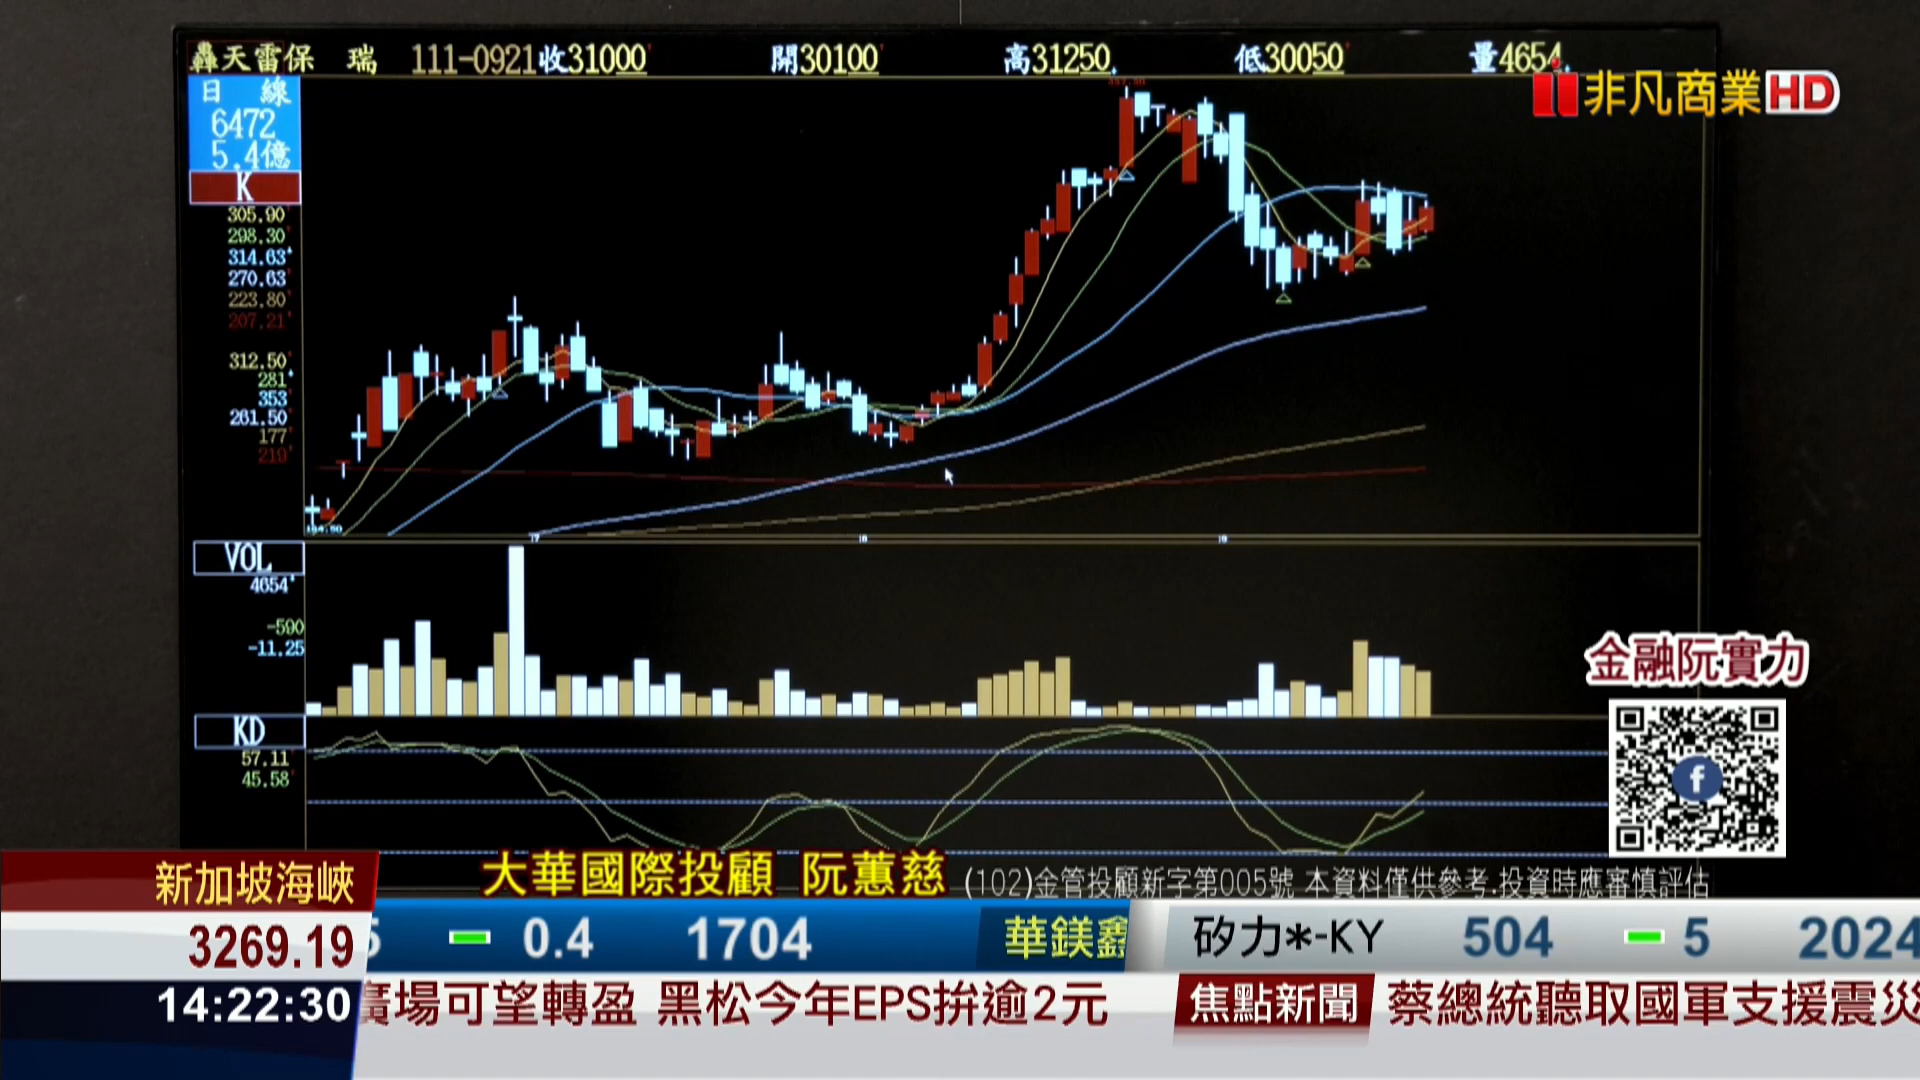 轟天雷保 瑞 111-0921收31000 開30100 高31250 低30050 量4654
非凡商業HD
日 線
6472
5.4億
K
305.90
298.30
314.63
270.63
223.80
207.21
312.50
281
353
261.50
177
219
VOL
4654
-590
-11.25
KD
57.11
45.58
金融阮實力
f
新加坡海峽
大華國際投顧 阮蕙慈
(102)金管投顧新字第005號 本資料僅供參考.投資時應審慎評估
3269.19
5 0.4 1704 華鎂鑫
矽力*-KY 504 5 2024
14:22:30
廣場可望轉盈 黑松今年EPS拚逾2元
焦點新聞 蔡總統聽取國軍支援震災